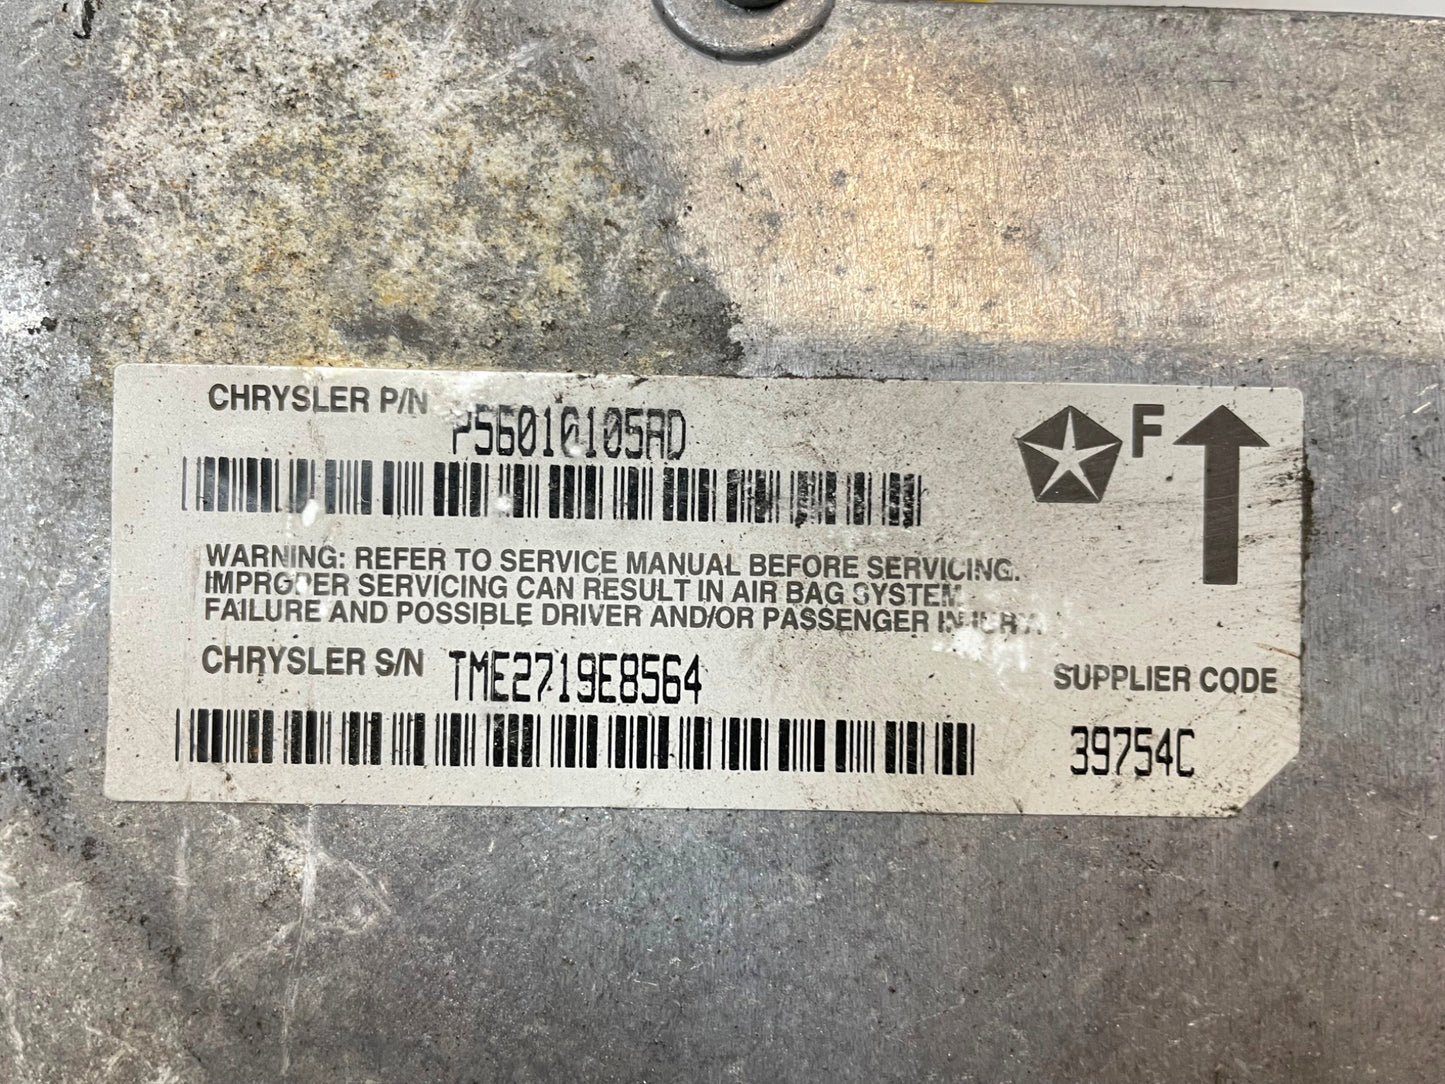 CHRYSLER P/N P56010105AD
F
WARNING: REFER TO SERVICE MANUAL BEFORE SERVICING.
IMPROPER SERVICING CAN RESULT IN AIR BAG SYSTEM
FAILURE AND POSSIBLE DRIVER AND/OR PASSENGER INJURY.
CHRYSLER S/N TME2719E8564
SUPPLIER CODE
39754C